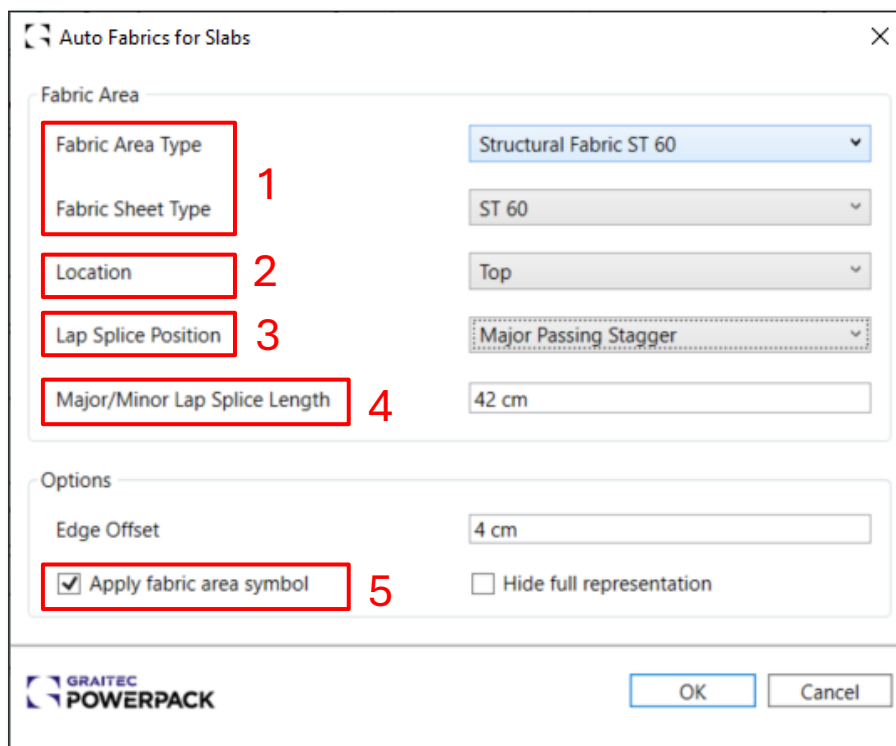 Auto Fabrics for Slabs
Fabric Area
Fabric Area Type
Structural Fabric ST 60
1
Fabric Sheet Type
ST 60
Location
2
Top
Lap Splice Position
3
Major Passing Stagger
Major/Minor Lap Splice Length
4
42 cm
Options
Edge Offset
4 cm
Apply fabric area symbol
5
Hide full representation
GRAITEC
POWERPACK
OK
Cancel